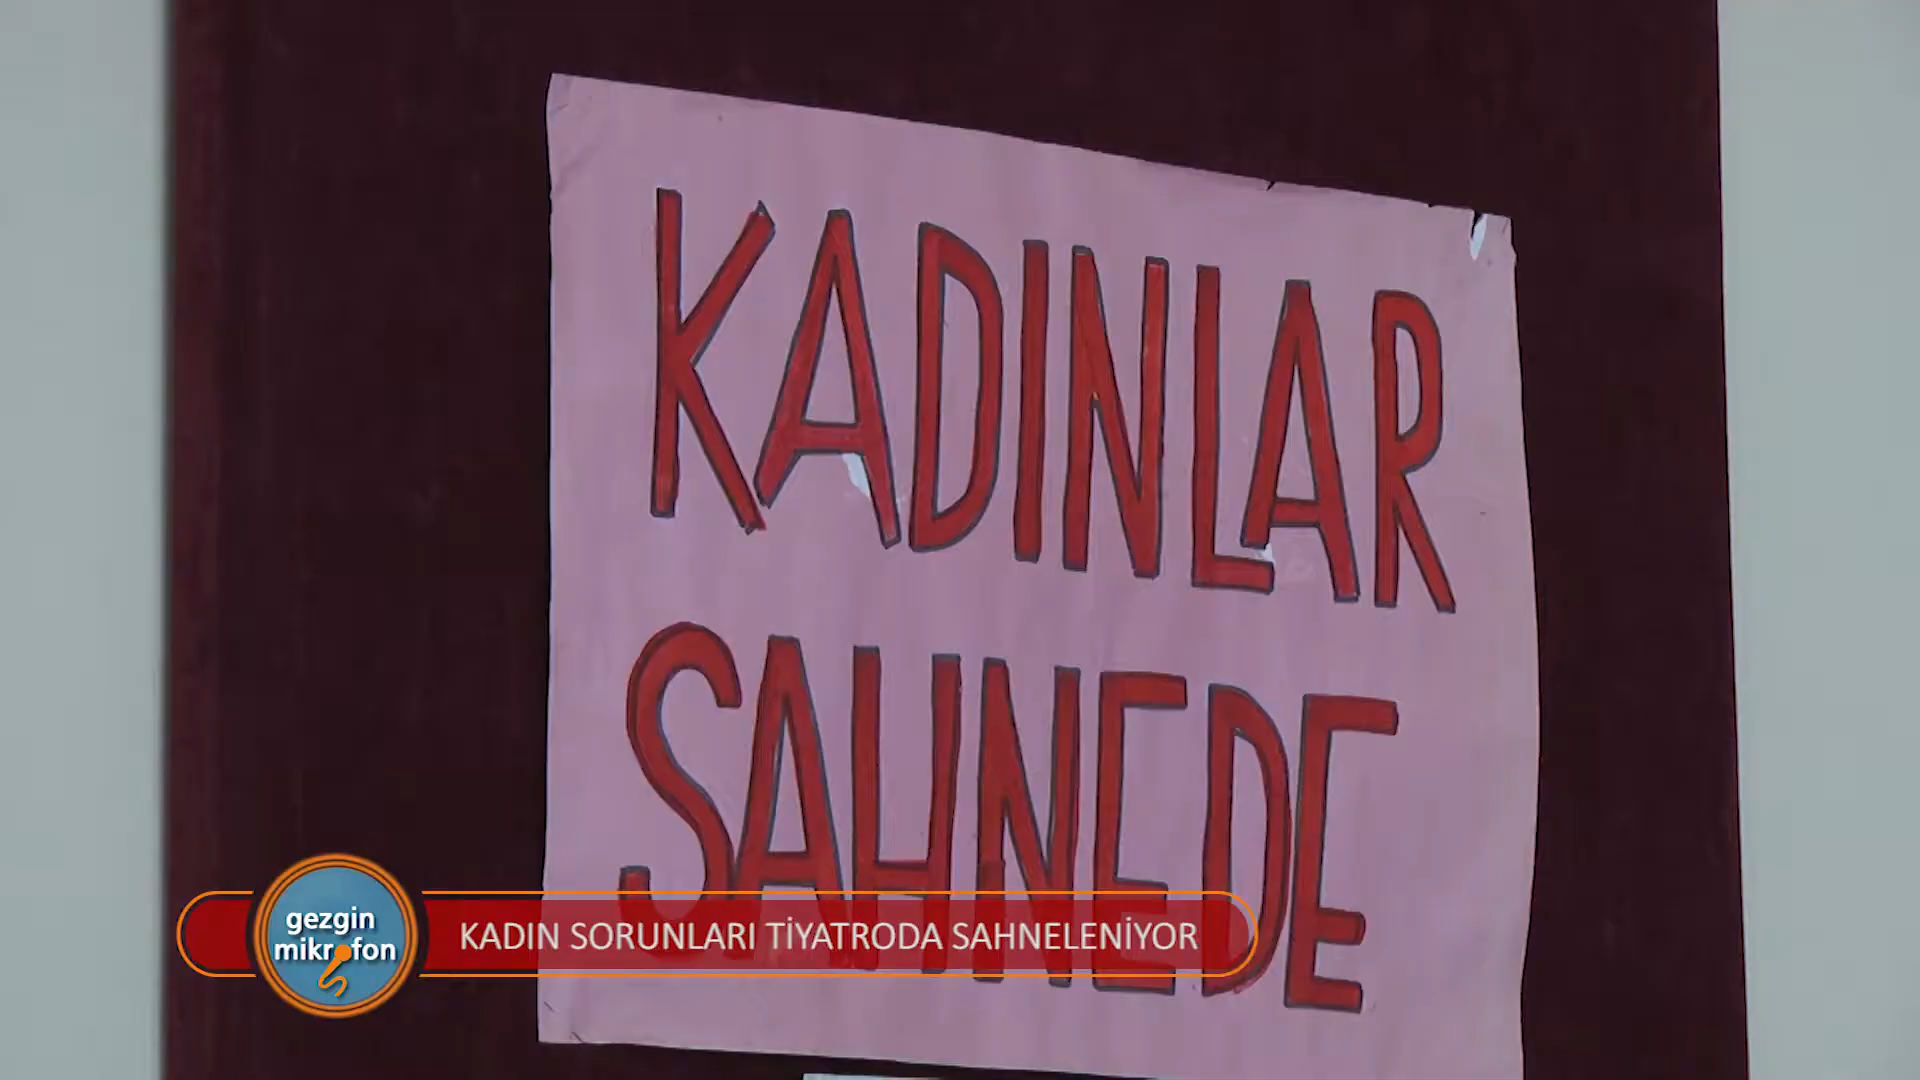 KADINLAR
SAHNEDE
gezgin
mikrofon
KADIN SORUNLARI TİYATRODA SAHNELENİYOR